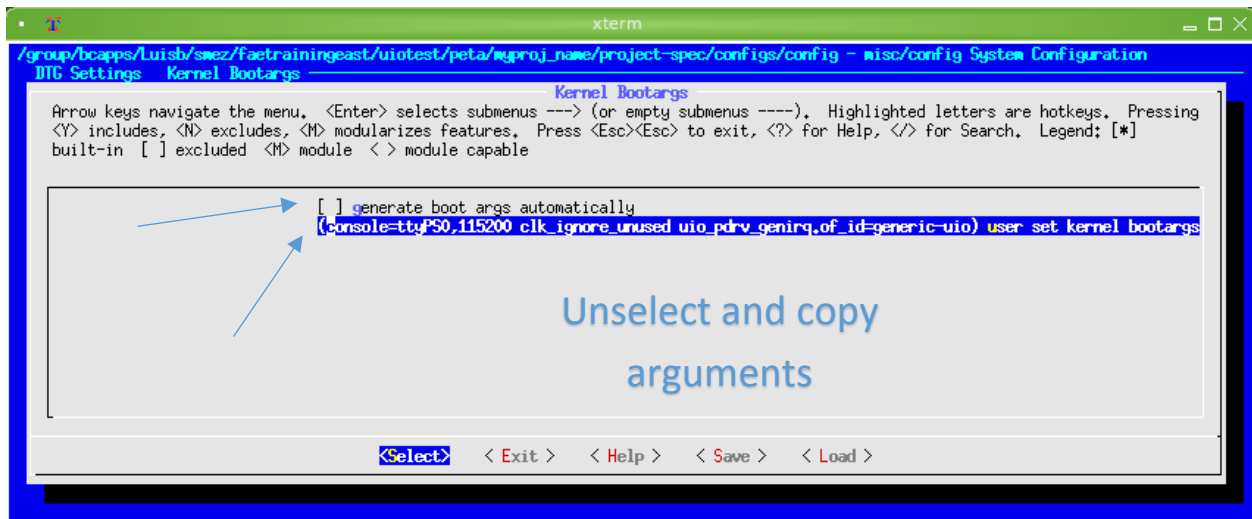 xterm
/group/bcapps/Luisb/smez/faetrainingeast/uiotest/peta/myproj_name/project-spec/configs/config - misc/config System Configuration
DTG Settings Kernel Bootargs
Kernel Bootargs
Arrow keys navigate the menu. <Enter> selects submenus ---> (or empty submenus ----). Highlighted letters are hotkeys. Pressing
<Y> includes, <N> excludes, <M> modularizes features. Press <Esc><Esc> to exit, <?> for Help, </> for Search. Legend: [*]
built-in [ ] excluded <M> module < > module capable
[ ] generate boot args automatically
(console=ttyPS0,115200 clk_ignore_unused uio_pdrv_genirq.of_id=generic-uio) user set kernel bootargs
Unselect and copy
arguments
<Select> < Exit > < Help > < Save > < Load >